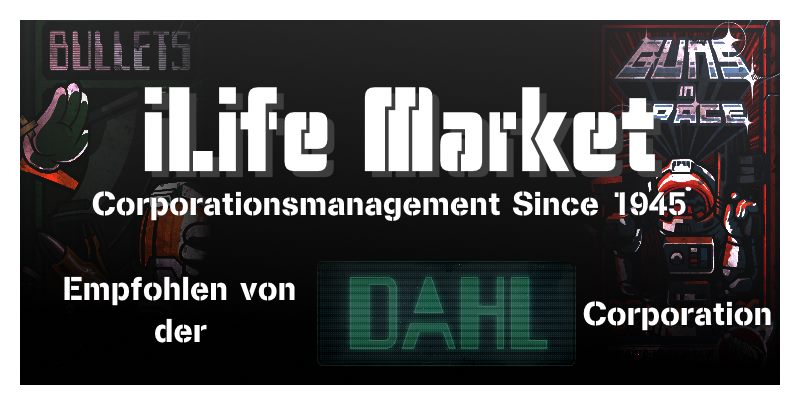 BULLETS
GUNS
in
SPACE
iLife Market
Corporationsmanagement Since 1945
Empfohlen von
der
DAHL
Corporation